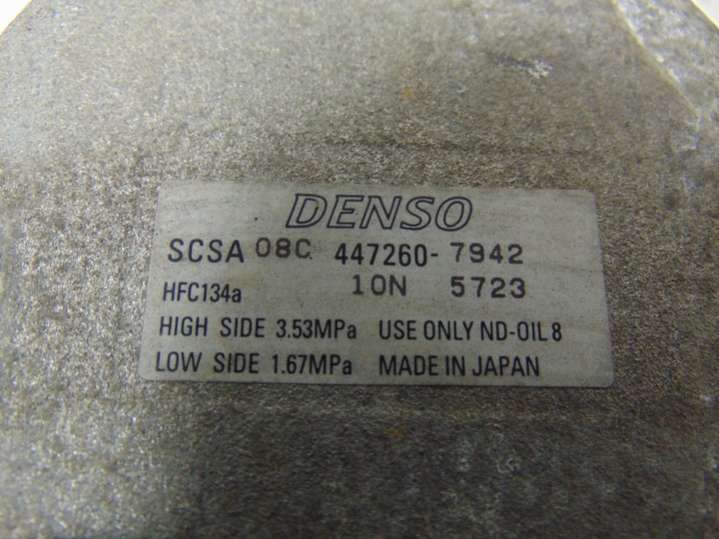 DENSO
SCSA 08C 447260-7942
HFC134a 10N 5723
HIGH SIDE 3.53MPa USE ONLY ND-OIL 8
LOW SIDE 1.67MPa MADE IN JAPAN